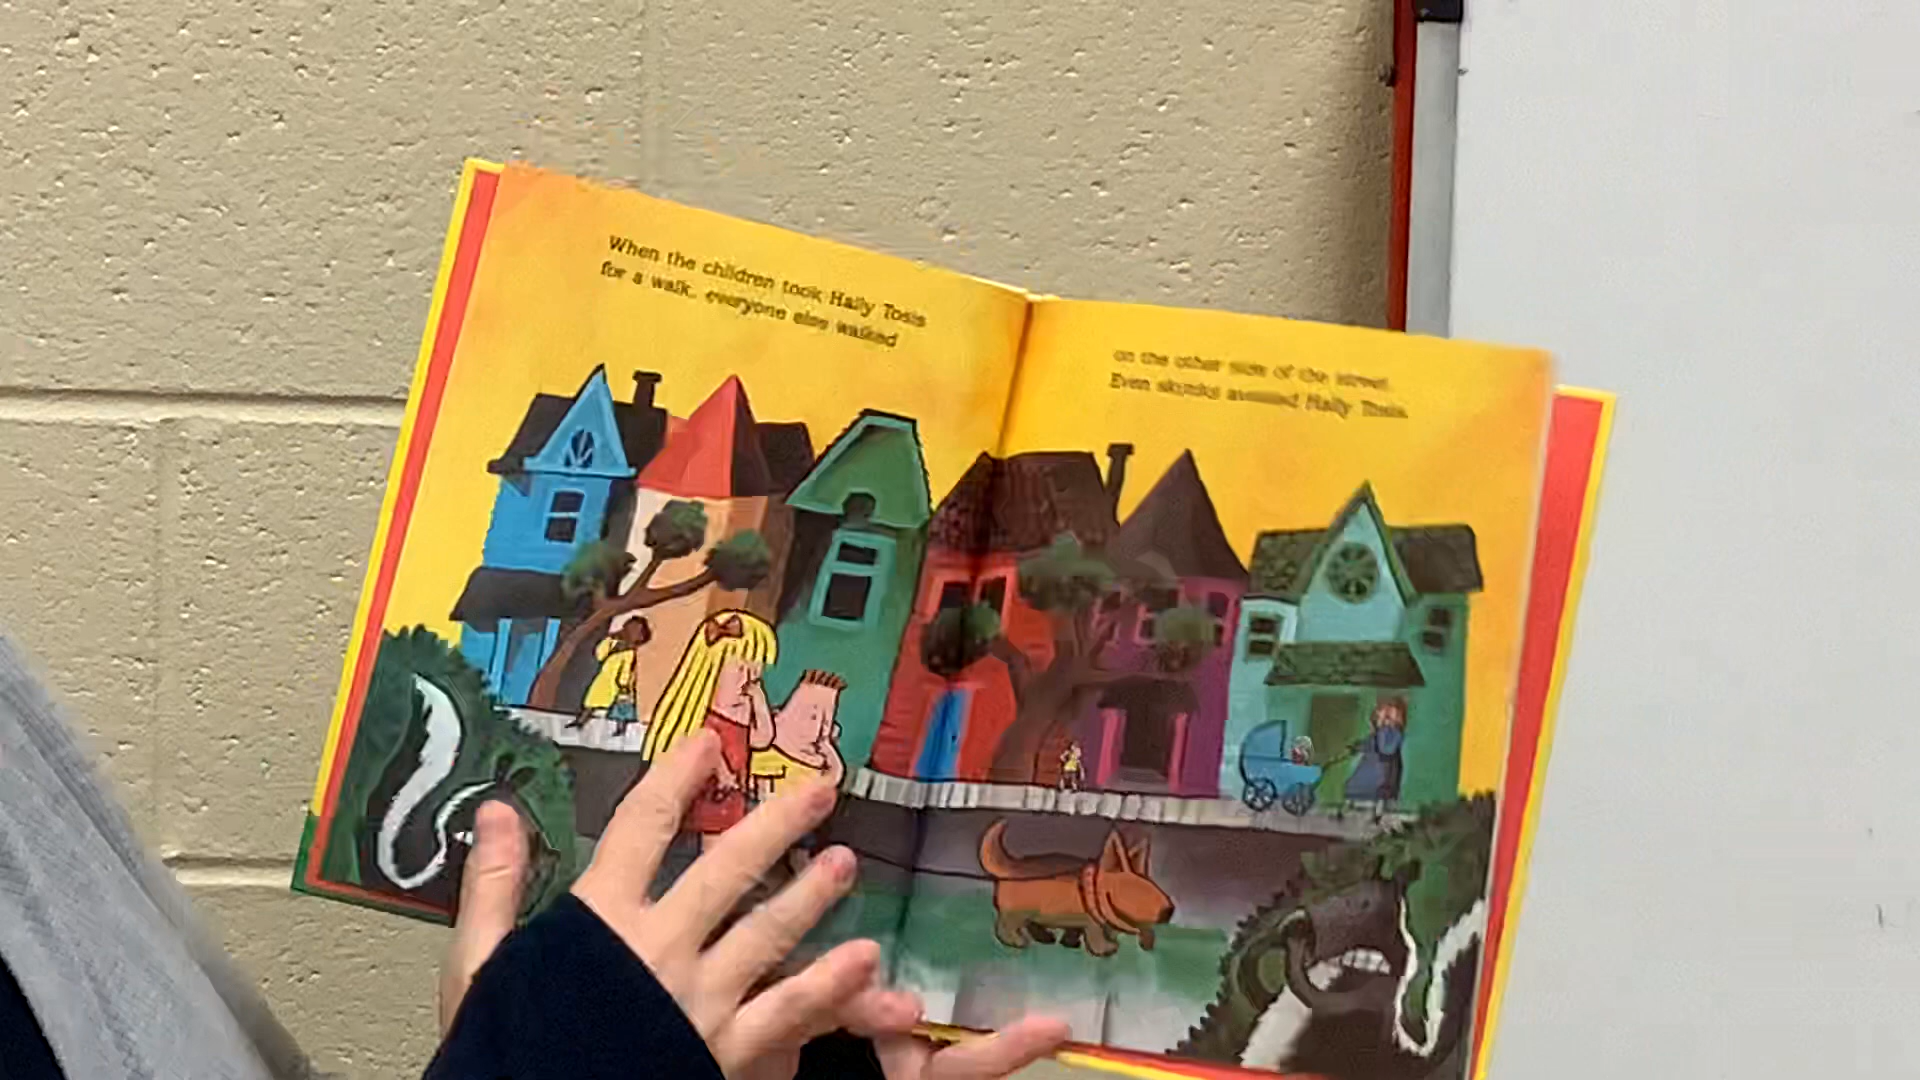 When the children took Hally Tosis
for a walk, everyone else walked
on the other side of the street.
Even skunks avoided Hally Tosis.